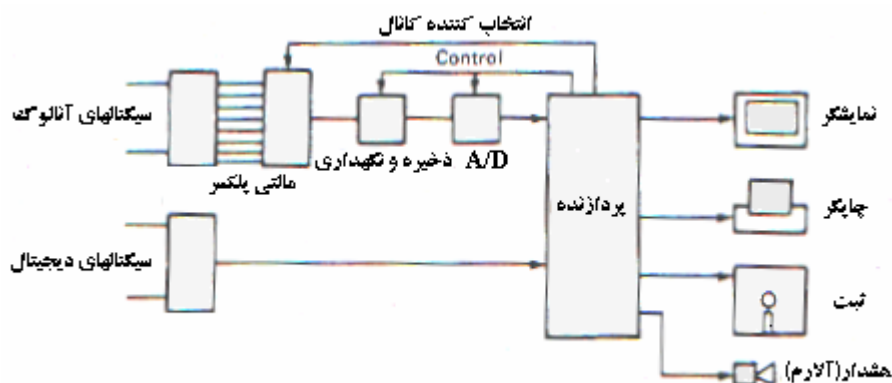 انتخاب کننده کانال
Control
سیگنالهای آنالوگ
مالتی پلکسر
ذخیره و نگهداری
A/D
پردازنده
سیگنالهای دیجیتال
نمایشگر
چاپگر
ثبت
هشدار(آلارم)